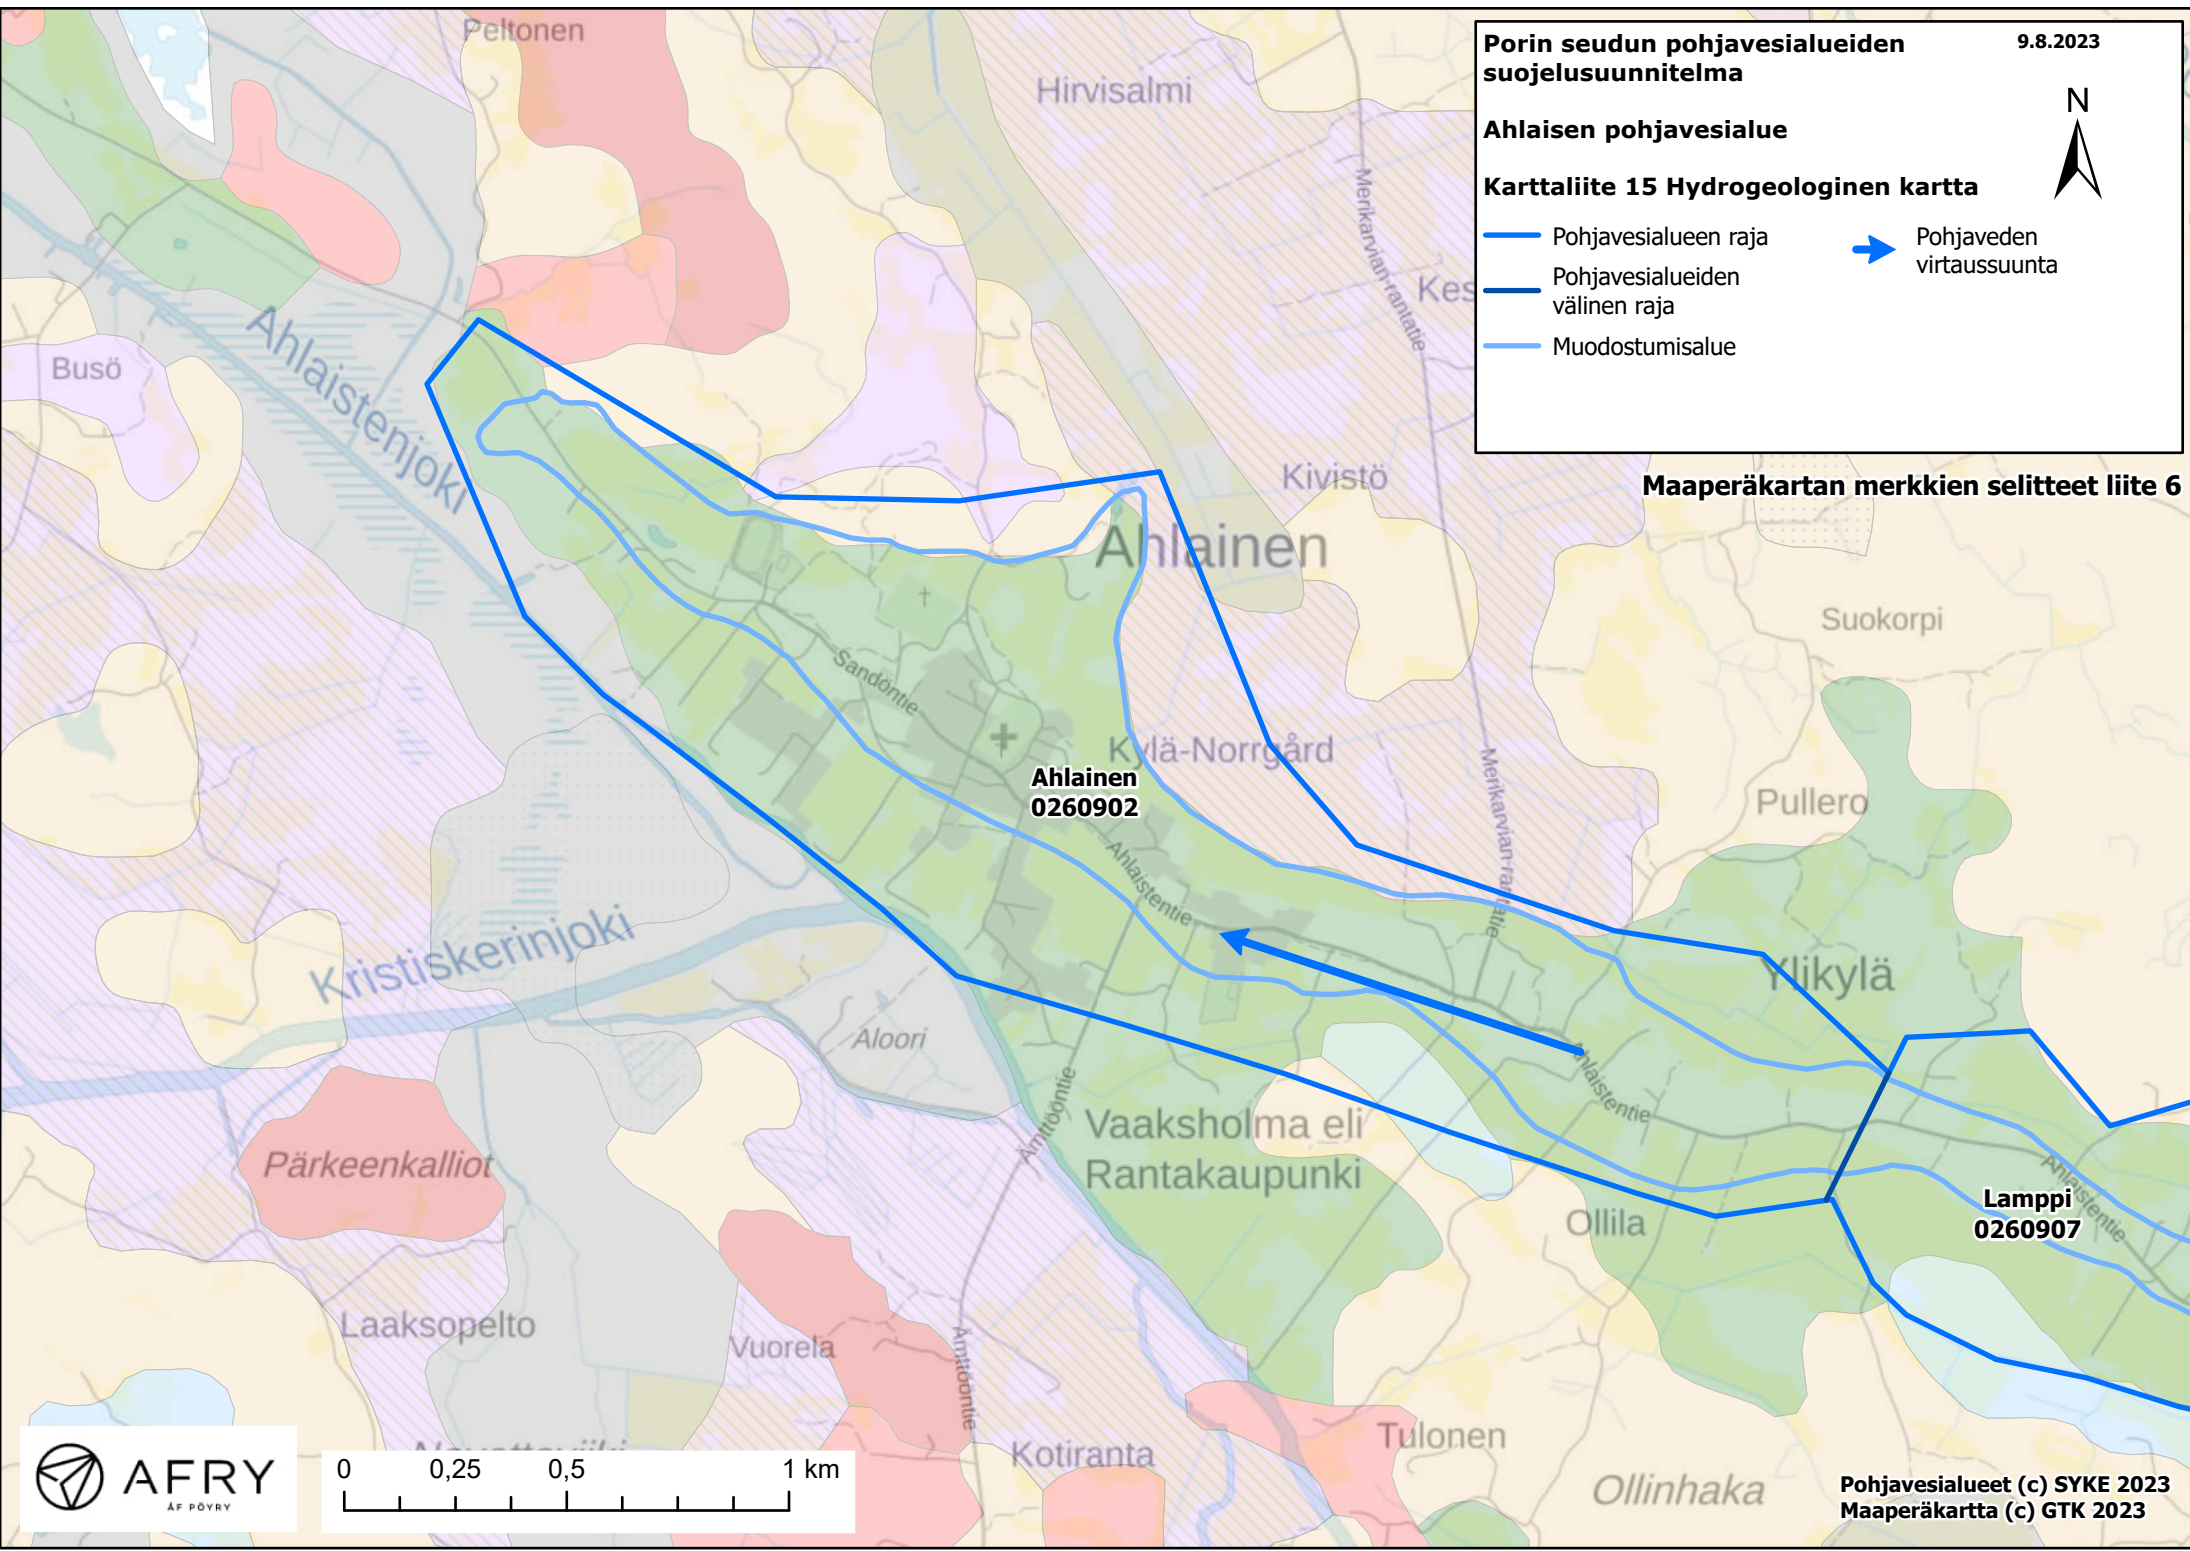 Porin seudun pohjavesialueiden
suojelusuunnitelma
9.8.2023
Ahlaisen pohjavesialue
N
Karttaliite 15 Hydrogeologinen kartta
Pohjavesialueen raja
Pohjaveden
virtaussuunta
Pohjavesialueiden
välinen raja
Muodostumisalue
Maaperäkartan merkkien selitteet liite 6
Peltonen
Hirvisalmi
Merikarvian rantatie
Kes
Busö
Ahlaistenjoki
Kivistö
Ahlainen
Suokorpi
Sandöntie
Kylä-Norrgård
Merikarvian rantatie
Ahlainen
0260902
Pullero
Ahlaistentie
Kristiskerinjoki
Ylikylä
Aloori
Ahlaistentie
Ämttööntie
Vaaksholma eli
Rantakaupunki
Pärkeenkalliot
Ahlaistentie
Lamppi
0260907
Ollila
Laaksopelto
Vuorela
Ämttööntie
Kotiranta
Tulonen
Ollinhaka
AFRY
ÅF PÖYRY
0 0,25 0,5 1 km
Pohjavesialueet (c) SYKE 2023
Maaperäkartta (c) GTK 2023